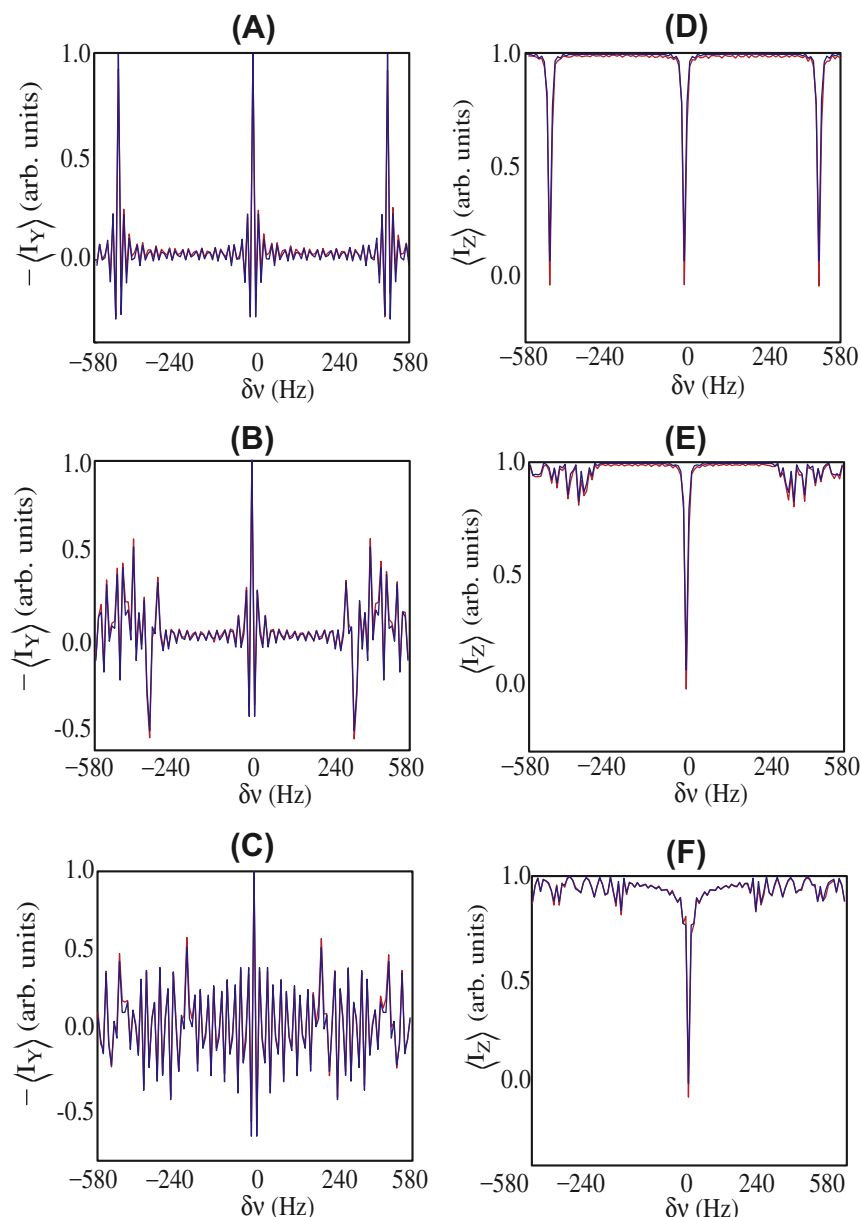 (A)
1.0
0.5
0.0
−⟨I_Y⟩ (arb. units)
−580 −240 0 240 580
δν (Hz)
(D)
1.0
0.5
0.0
⟨I_Z⟩ (arb. units)
−580 −240 0 240 580
δν (Hz)
(B)
1.0
0.5
0.0
-0.5
−⟨I_Y⟩ (arb. units)
−580 −240 0 240 580
δν (Hz)
(E)
1.0
0.5
0.0
⟨I_Z⟩ (arb. units)
−580 −240 0 240 580
δν (Hz)
(C)
1.0
0.5
0.0
-0.5
−⟨I_Y⟩ (arb. units)
−580 −240 0 240 580
δν (Hz)
(F)
1.0
0.5
0.0
⟨I_Z⟩ (arb. units)
−580 −240 0 240 580
δν (Hz)